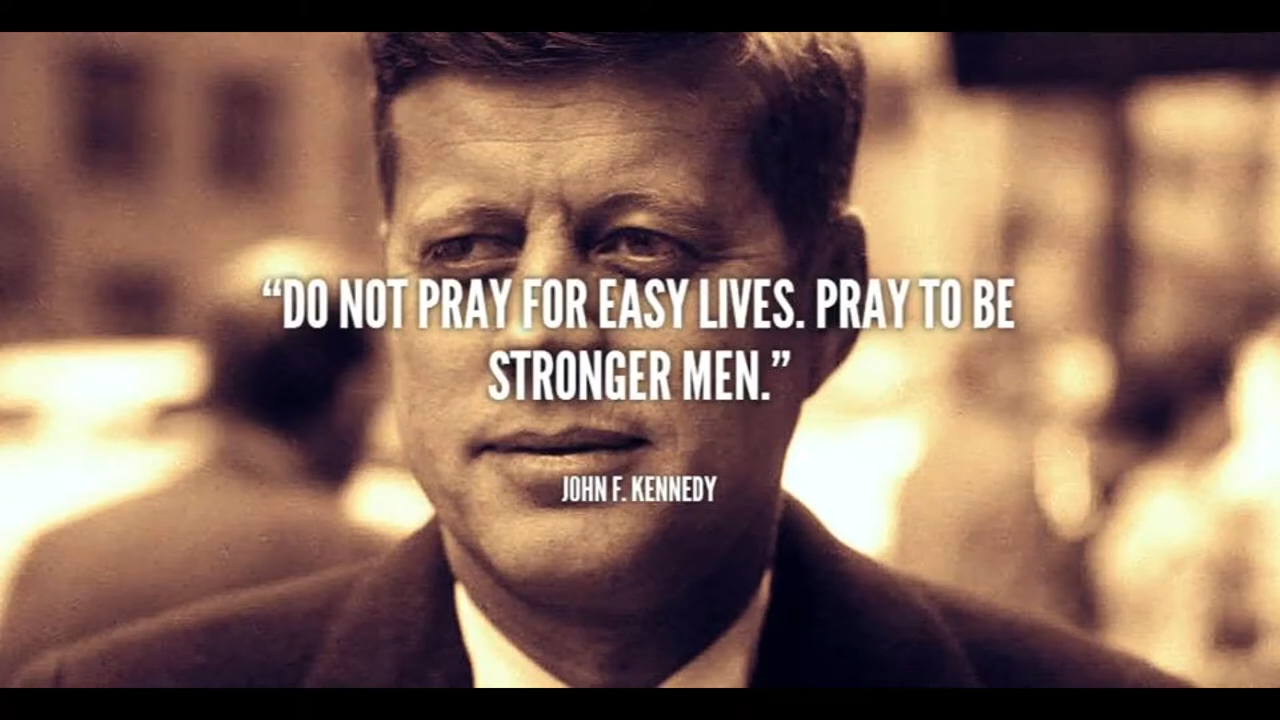 “DO NOT PRAY FOR EASY LIVES. PRAY TO BE
STRONGER MEN.”
JOHN F. KENNEDY